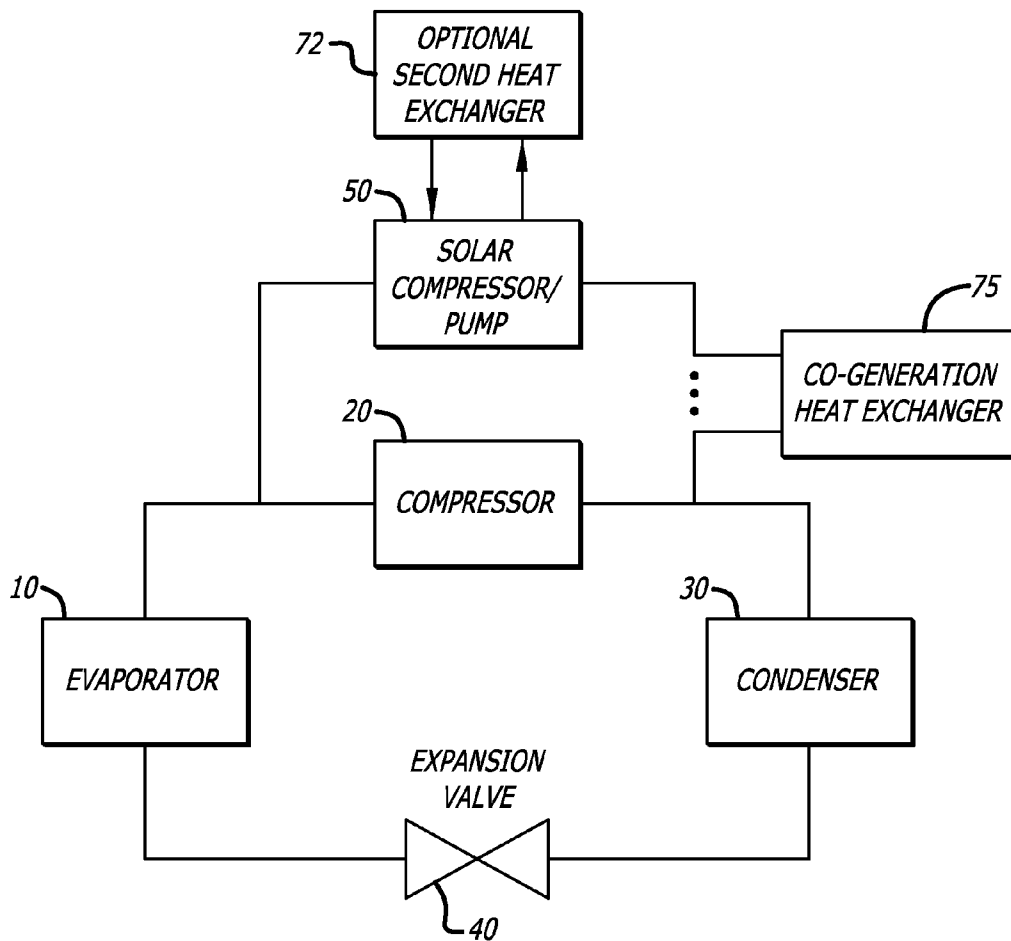 72
OPTIONAL
SECOND HEAT
EXCHANGER
50
SOLAR
COMPRESSOR/
PUMP
75
CO-GENERATION
HEAT EXCHANGER
20
COMPRESSOR
10
EVAPORATOR
30
CONDENSER
EXPANSION
VALVE
40